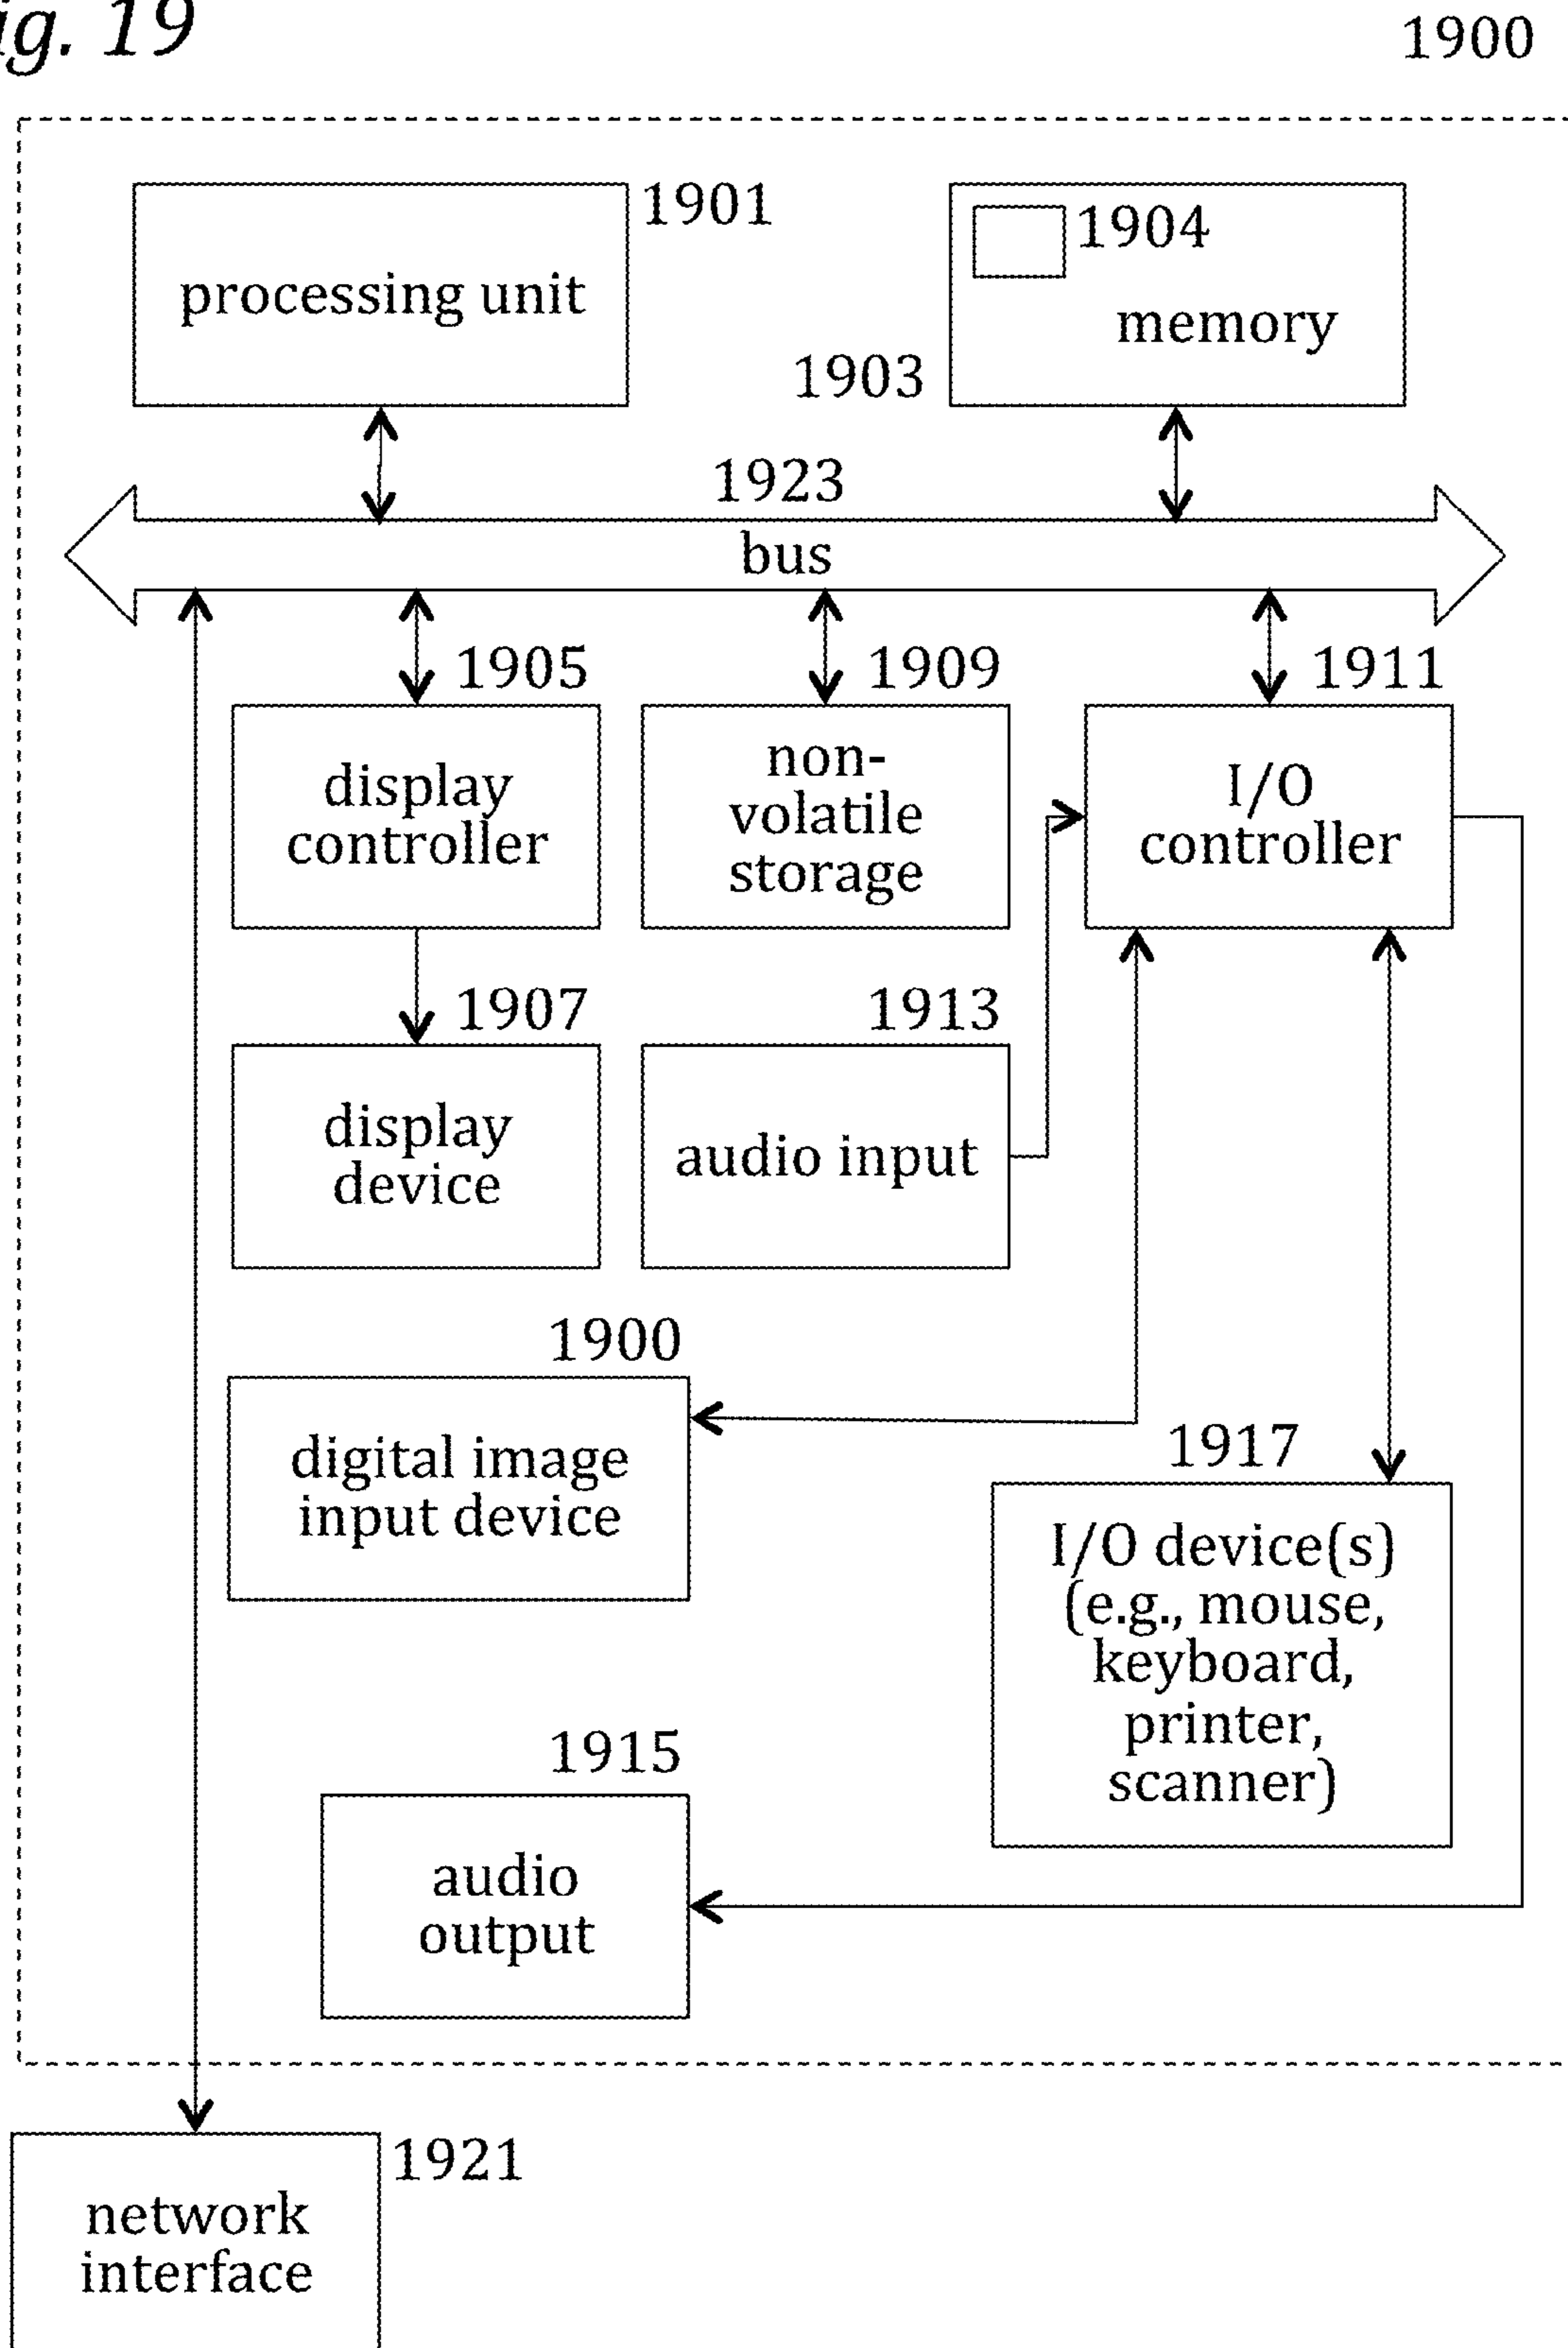 ig. 19
1900
1901
processing unit
1904
memory
1903
1923
bus
1905
display
controller
1909
non-
volatile
storage
1911
I/O
controller
1907
display
device
1913
audio input
1900
digital image
input device
1917
I/O device(s)
(e.g., mouse,
keyboard,
printer,
scanner)
1915
audio
output
1921
network
interface